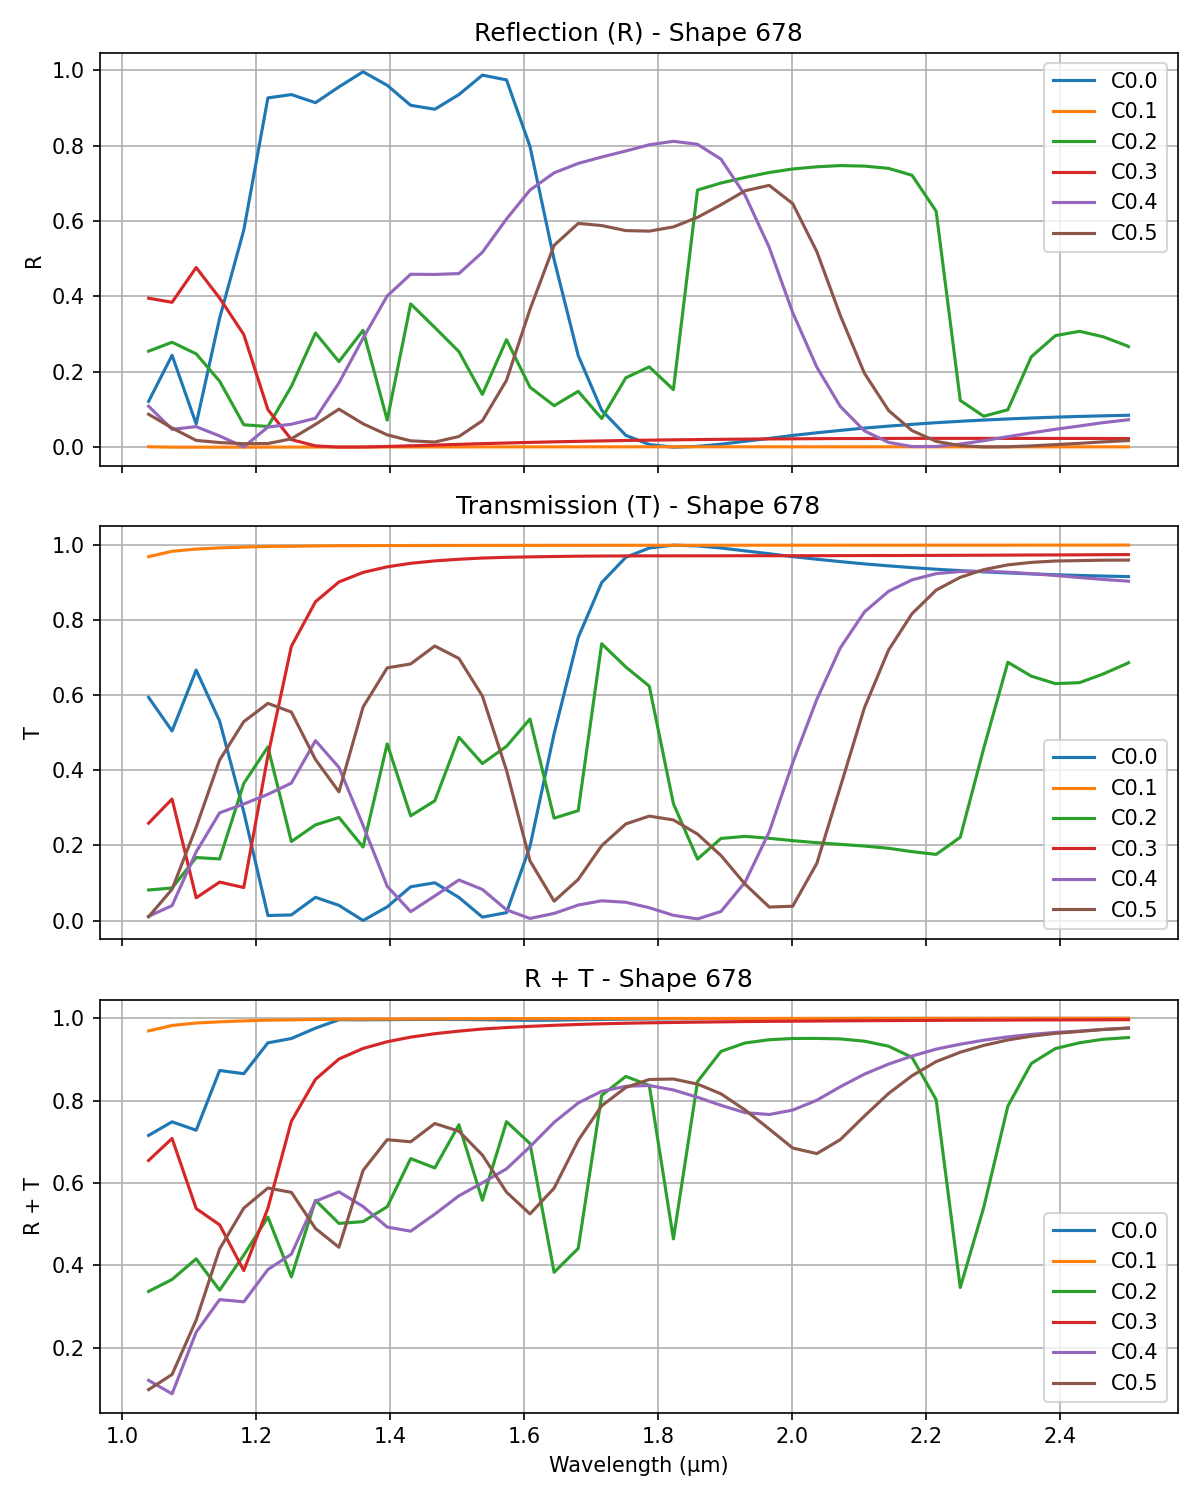 Reflection (R) - Shape 678
1.0
0.8
0.6
0.4
0.2
0.0
R
C0.0
C0.1
C0.2
C0.3
C0.4
C0.5
Transmission (T) - Shape 678
1.0
0.8
0.6
0.4
0.2
0.0
T
C0.0
C0.1
C0.2
C0.3
C0.4
C0.5
R + T - Shape 678
1.0
0.8
0.6
0.4
0.2
R + T
C0.0
C0.1
C0.2
C0.3
C0.4
C0.5
1.0 1.2 1.4 1.6 1.8 2.0 2.2 2.4
Wavelength (µm)